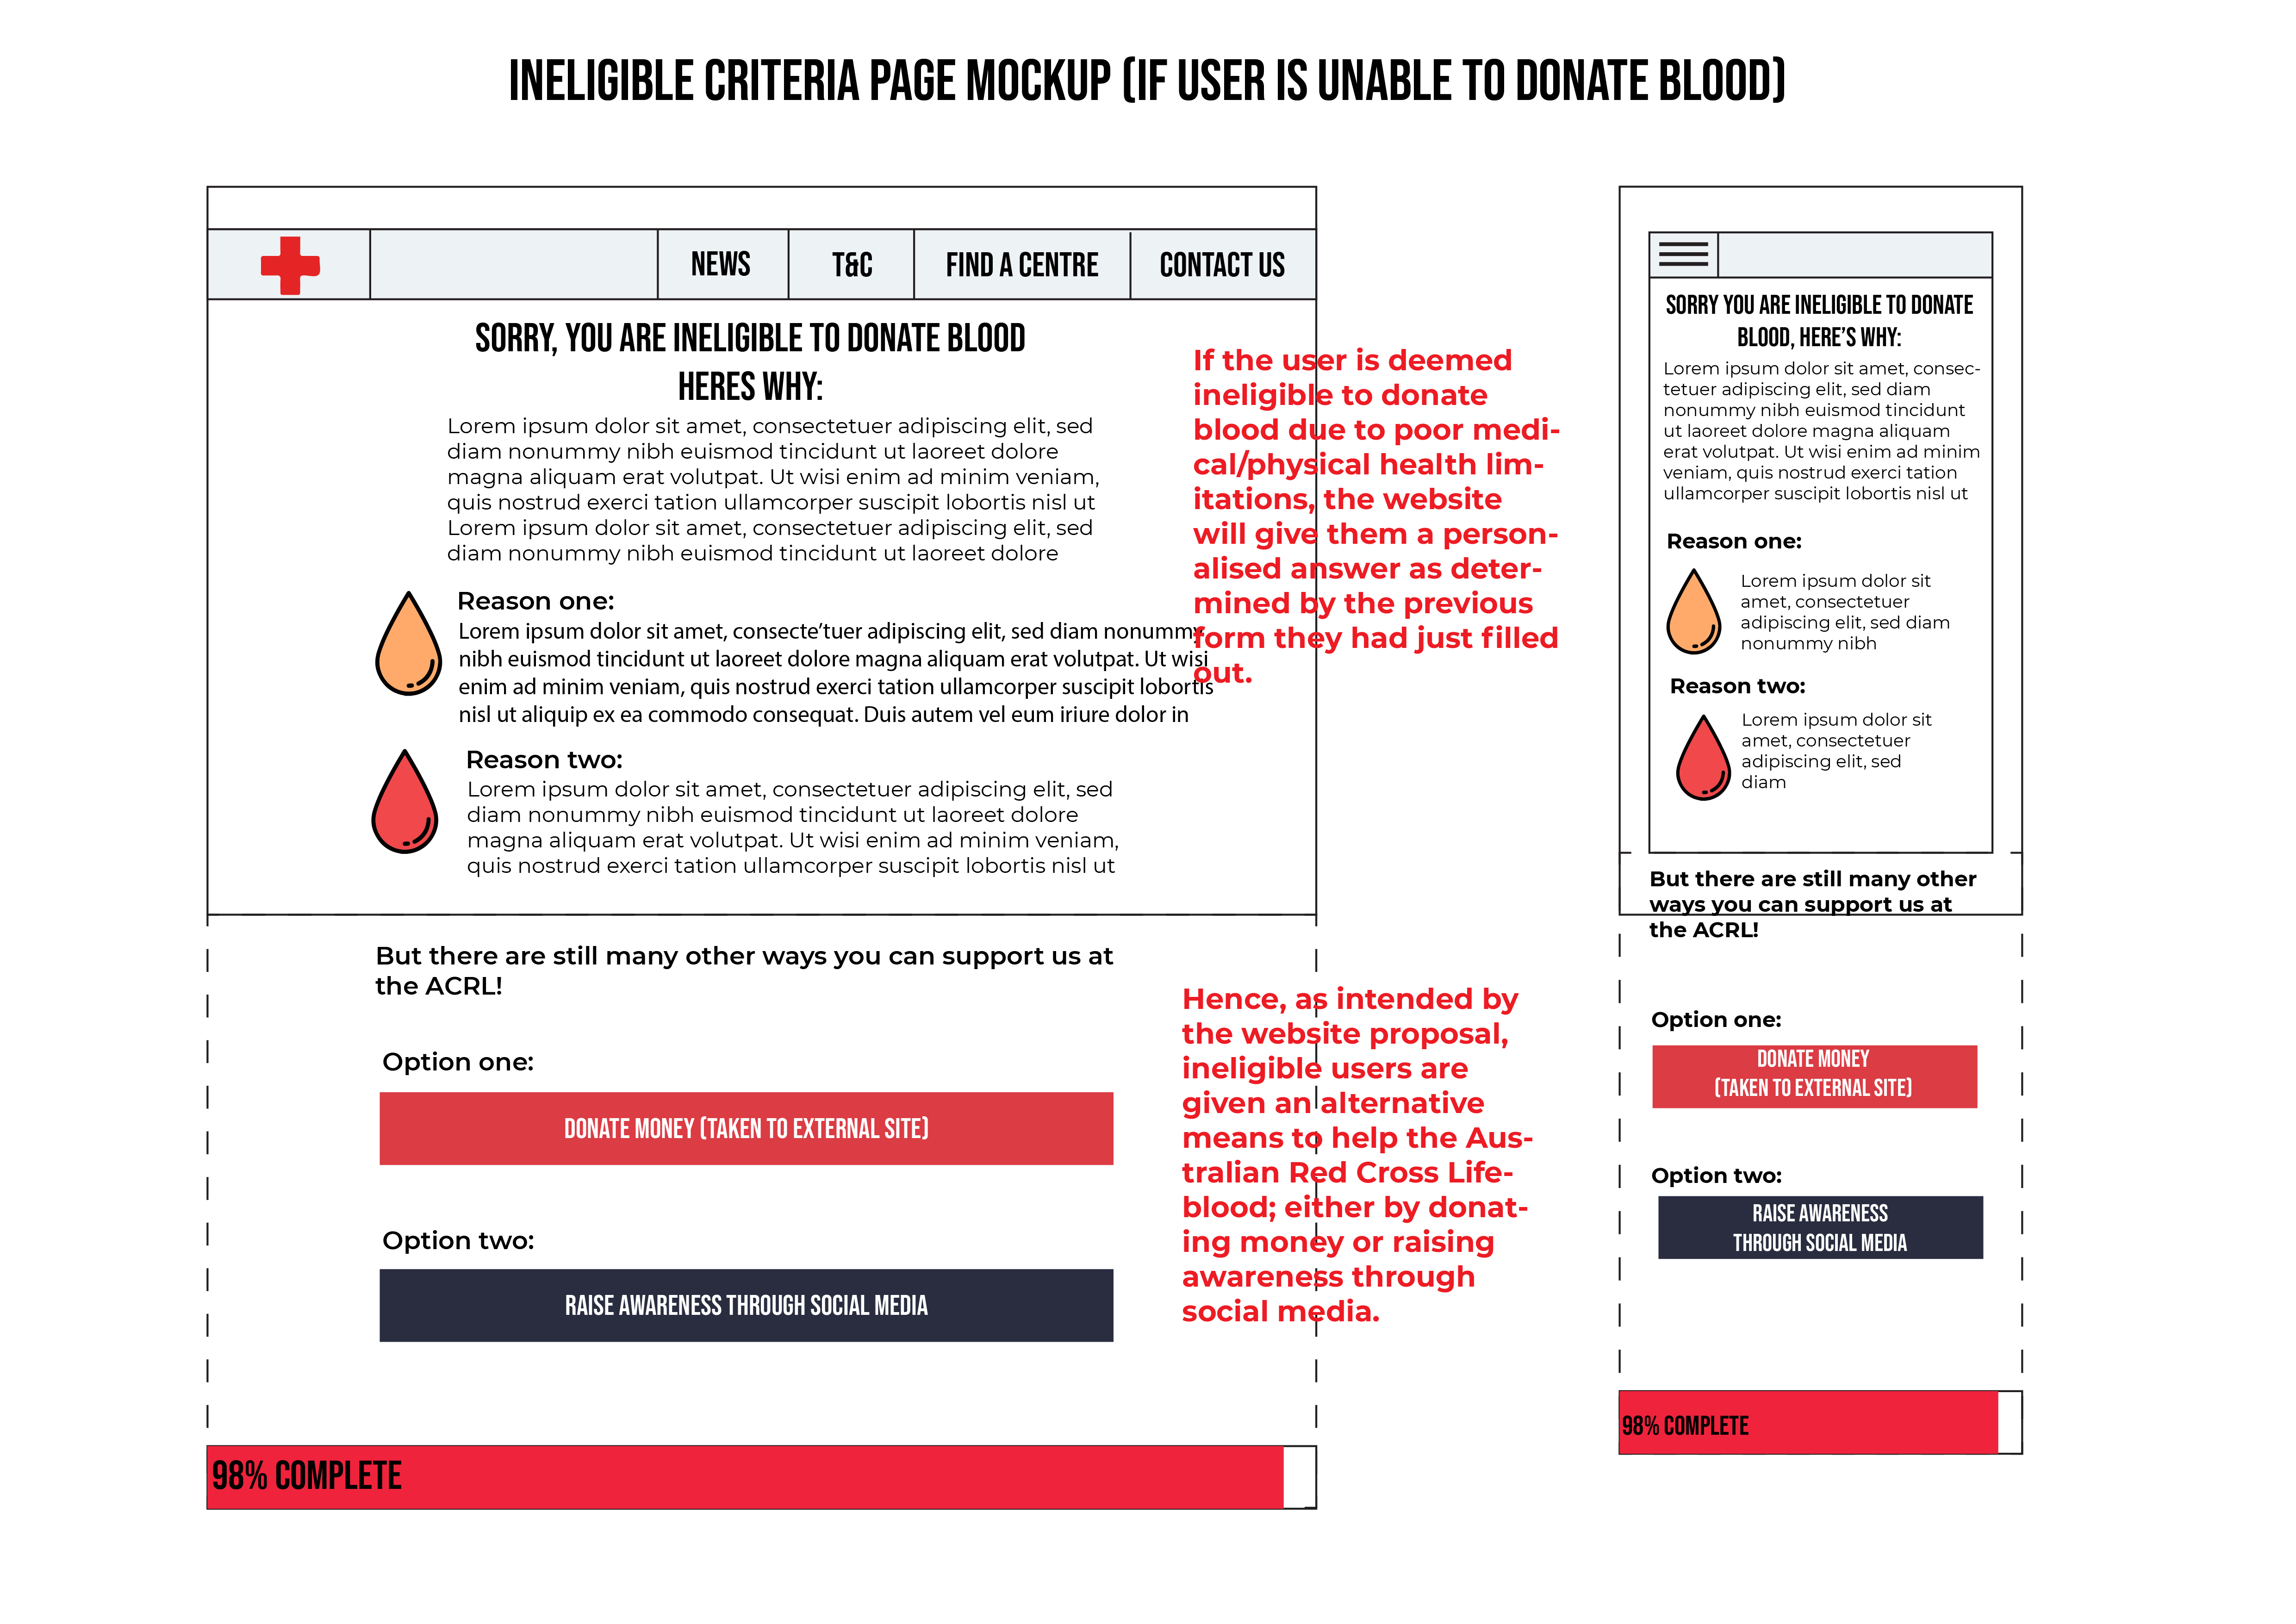 INELIGIBLE CRITERIA PAGE MOCKUP (IF USER IS UNABLE TO DONATE BLOOD)
NEWS
T&C
FIND A CENTRE
CONTACT US
SORRY, YOU ARE INELIGIBLE TO DONATE BLOOD
HERES WHY:
Lorem ipsum dolor sit amet, consectetuer adipiscing elit, sed
diam nonummy nibh euismod tincidunt ut laoreet dolore
magna aliquam erat volutpat. Ut wisi enim ad minim veniam,
quis nostrud exerci tation ullamcorper suscipit lobortis nisl ut
Lorem ipsum dolor sit amet, consectetuer adipiscing elit, sed
diam nonummy nibh euismod tincidunt ut laoreet dolore
Reason one:
Lorem ipsum dolor sit amet, consecte’tuer adipiscing elit, sed diam nonummy
nibh euismod tincidunt ut laoreet dolore magna aliquam erat volutpat. Ut wisi
enim ad minim veniam, quis nostrud exerci tation ullamcorper suscipit lobortis
nisl ut aliquip ex ea commodo consequat. Duis autem vel eum iriure dolor in
Reason two:
Lorem ipsum dolor sit amet, consectetuer adipiscing elit, sed
diam nonummy nibh euismod tincidunt ut laoreet dolore
magna aliquam erat volutpat. Ut wisi enim ad minim veniam,
quis nostrud exerci tation ullamcorper suscipit lobortis nisl ut
But there are still many other ways you can support us at
the ACRL!
Option one:
DONATE MONEY (TAKEN TO EXTERNAL SITE)
Option two:
RAISE AWARENESS THROUGH SOCIAL MEDIA
98% COMPLETE
If the user is deemed
ineligible to donate
blood due to poor medi-
cal/physical health lim-
itations, the website
will give them a person-
alised answer as deter-
mined by the previous
form they had just filled
out.
Hence, as intended by
the website proposal,
ineligible users are
given an alternative
means to help the Aus-
tralian Red Cross Life-
blood; either by donat-
ing money or raising
awareness through
social media.
SORRY YOU ARE INELIGIBLE TO DONATE
BLOOD, HERE’S WHY:
Lorem ipsum dolor sit amet, consec-
tetuer adipiscing elit, sed diam
nonummy nibh euismod tincidunt
ut laoreet dolore magna aliquam
erat volutpat. Ut wisi enim ad minim
veniam, quis nostrud exerci tation
ullamcorper suscipit lobortis nisl ut
Reason one:
Lorem ipsum dolor sit
amet, consectetuer
adipiscing elit, sed diam
nonummy nibh
Reason two:
Lorem ipsum dolor sit
amet, consectetuer
adipiscing elit, sed
diam
But there are still many other
ways you can support us at
the ACRL!
Option one:
DONATE MONEY
(TAKEN TO EXTERNAL SITE)
Option two:
RAISE AWARENESS
THROUGH SOCIAL MEDIA
98% COMPLETE